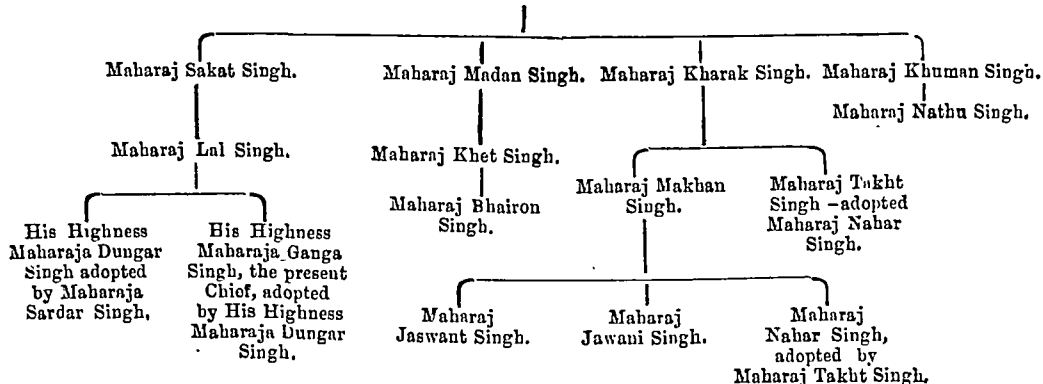 Maharaj Sakat Singh.
Maharaj Madan Singh.
Maharaj Kharak Singh.
Maharaj Khuman Singh.
Maharaj Nathu Singh.
Maharaj Lal Singh.
Maharaj Khet Singh.
Maharaj Bhairon
Singh.
Maharaj Makhan
Singh.
Maharaj Takht
Singh—adopted
Maharaj Nahar
Singh.
His Highness
Maharaja Dungar
Singh adopted
by Maharaja
Sardar Singh.
His Highness
Maharaja Ganga
Singh, the present
Chief, adopted
by His Highness
Maharaja Dungar
Singh.
Maharaj
Jaswant Singh.
Maharaj
Jawani Singh.
Maharaj
Nahar Singh,
adopted by
Maharaj Takht Singh.